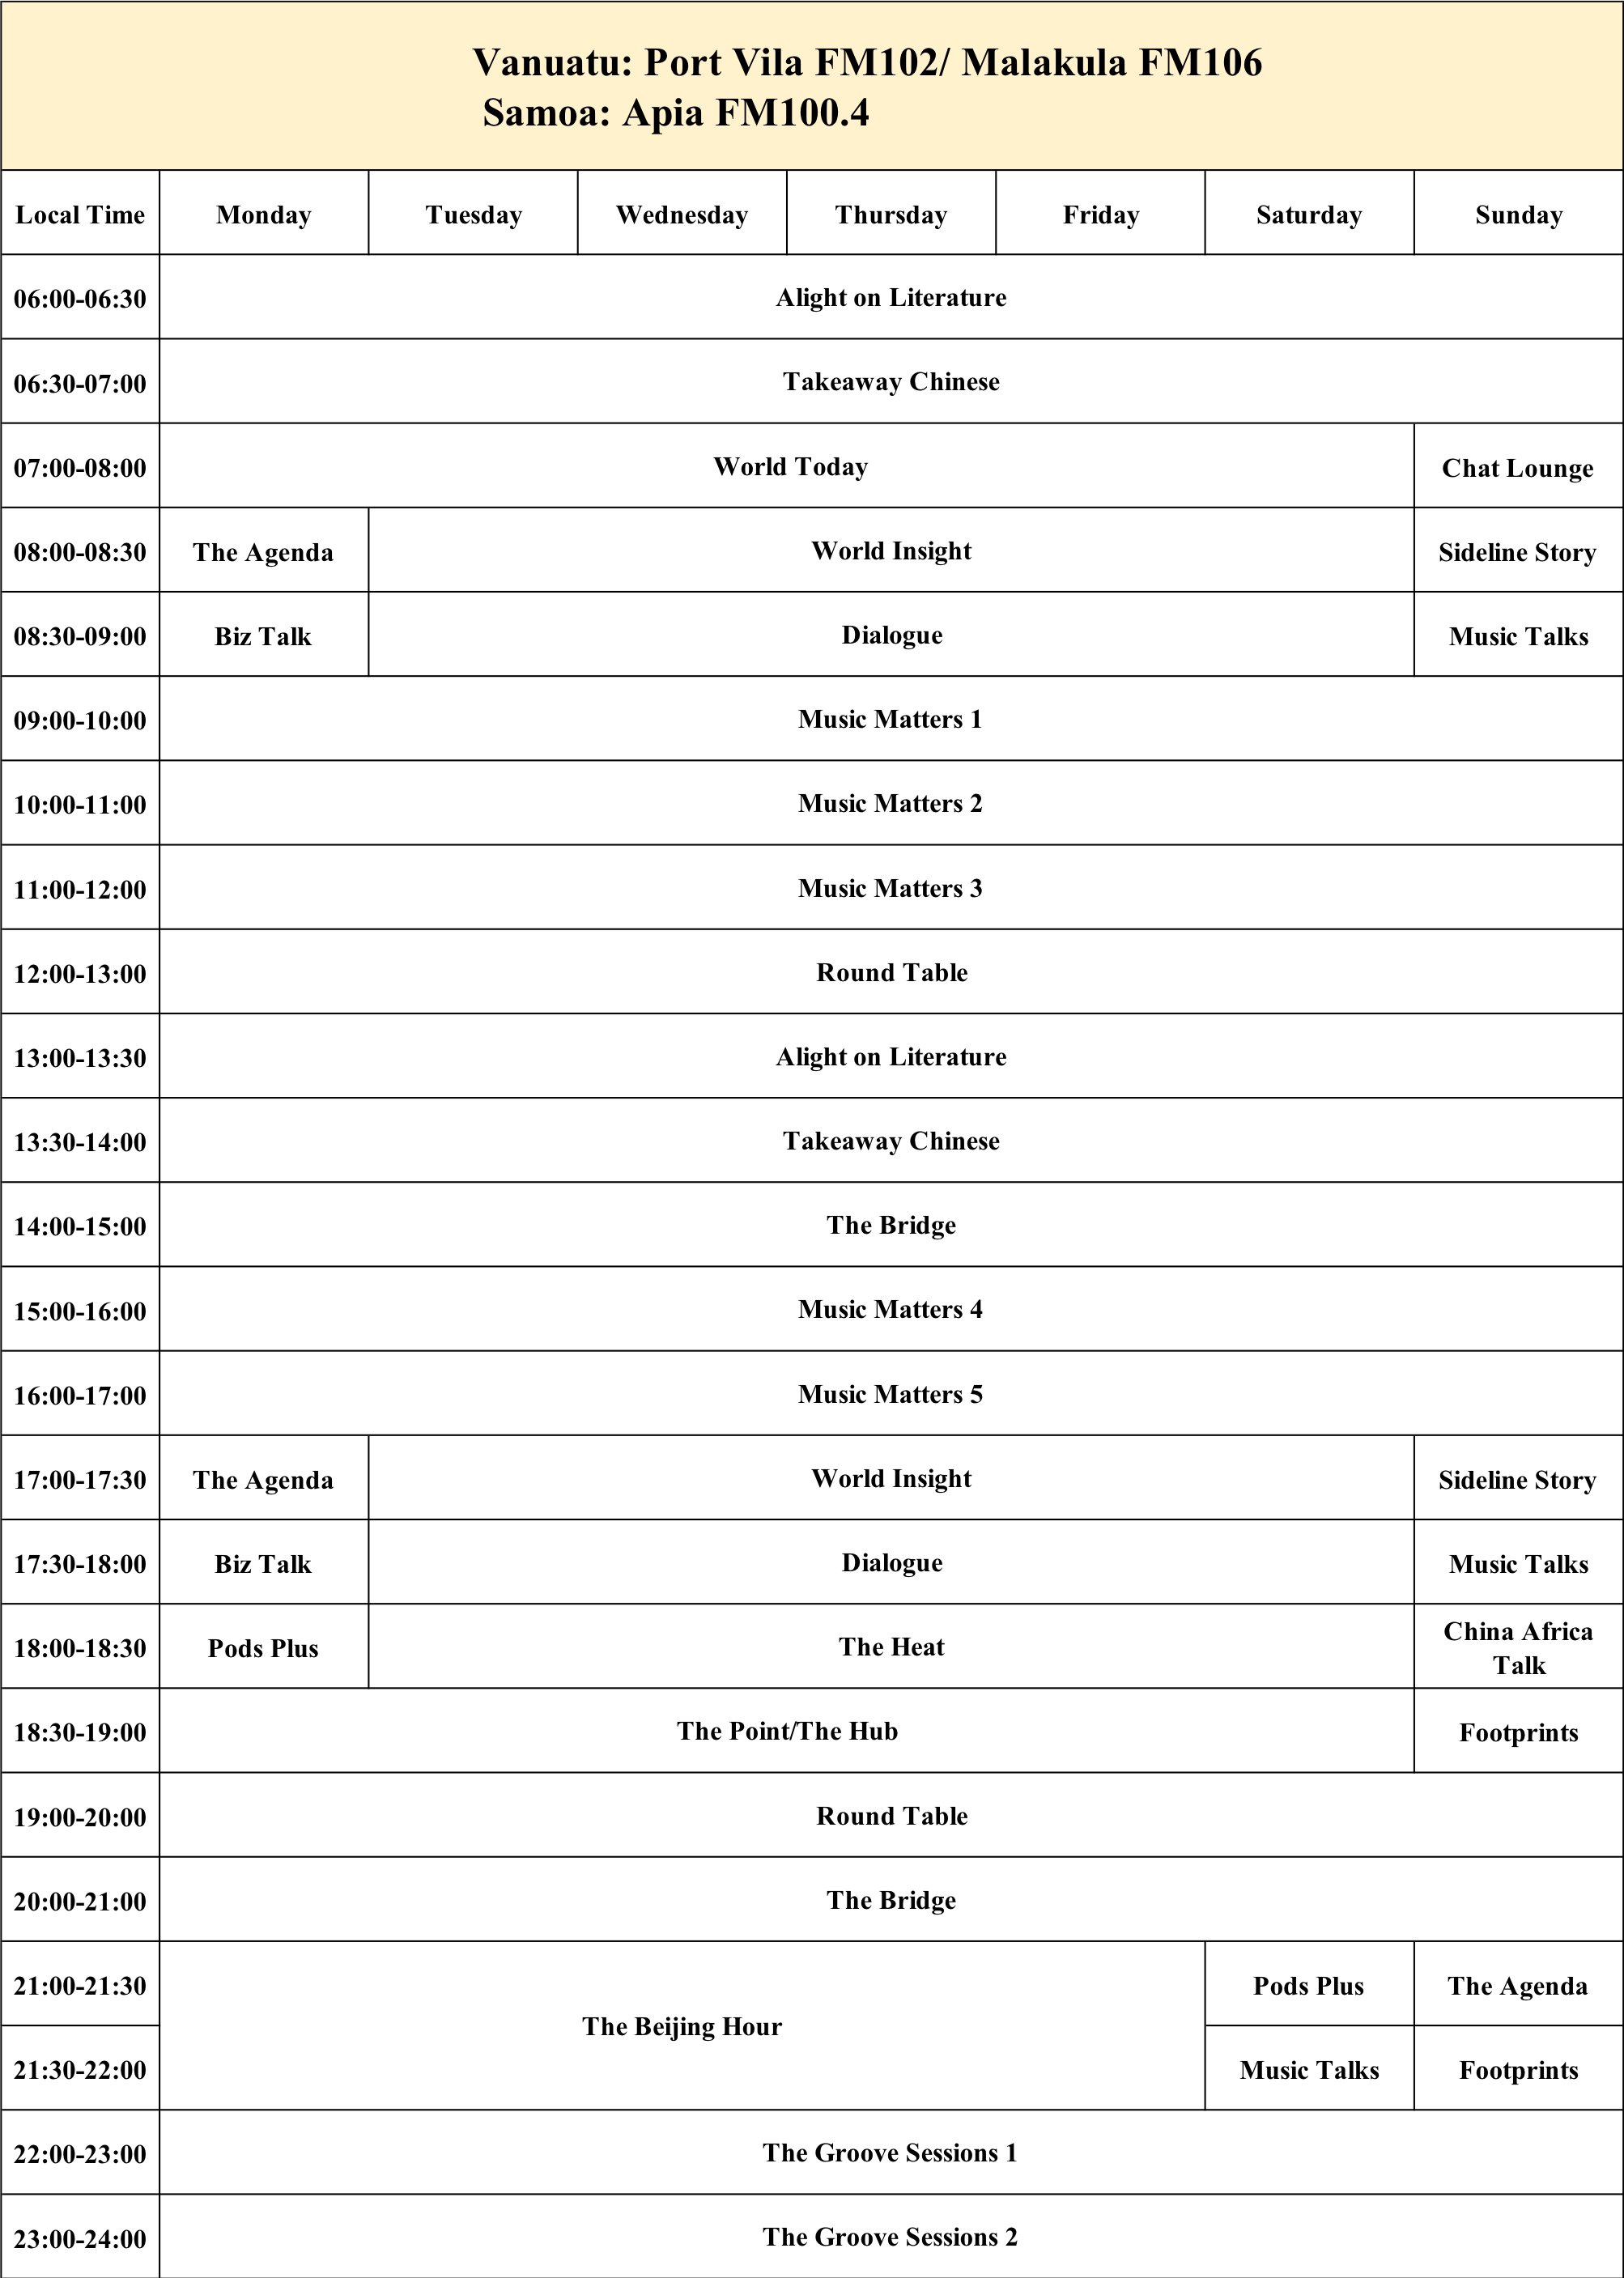 Vanuatu: Port Vila FM102/ Malakula FM106
Samoa: Apia FM100.4
Local Time Monday Tuesday Wednesday Thursday Friday Saturday Sunday
06:00-06:30 Alight on Literature
06:30-07:00 Takeaway Chinese
07:00-08:00 World Today Chat Lounge
08:00-08:30 The Agenda World Insight Sideline Story
08:30-09:00 Biz Talk Dialogue Music Talks
09:00-10:00 Music Matters 1
10:00-11:00 Music Matters 2
11:00-12:00 Music Matters 3
12:00-13:00 Round Table
13:00-13:30 Alight on Literature
13:30-14:00 Takeaway Chinese
14:00-15:00 The Bridge
15:00-16:00 Music Matters 4
16:00-17:00 Music Matters 5
17:00-17:30 The Agenda World Insight Sideline Story
17:30-18:00 Biz Talk Dialogue Music Talks
18:00-18:30 Pods Plus The Heat China Africa
Talk
18:30-19:00 The Point/The Hub Footprints
19:00-20:00 Round Table
20:00-21:00 The Bridge
21:00-21:30 Pods Plus The Agenda
The Beijing Hour
21:30-22:00 Music Talks Footprints
22:00-23:00 The Groove Sessions 1
23:00-24:00 The Groove Sessions 2